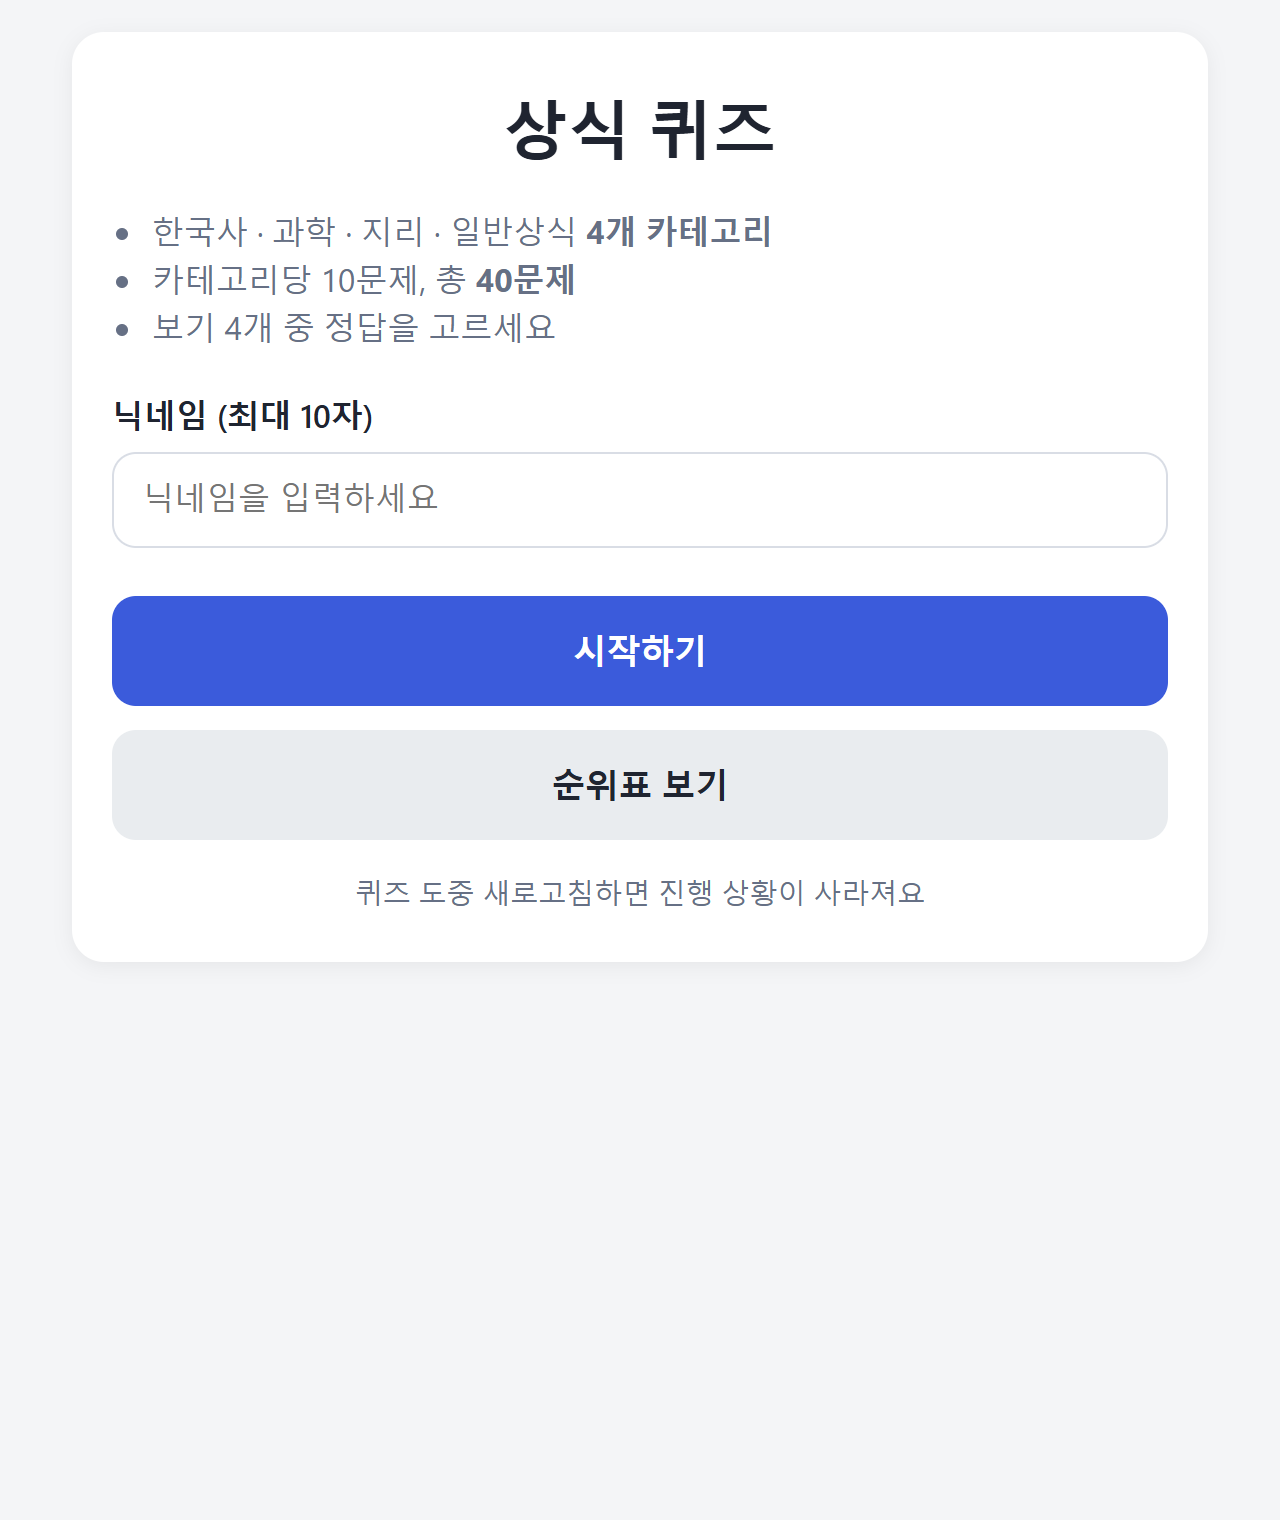 상식 퀴즈
한국사 · 과학 · 지리 · 일반상식 4개 카테고리
카테고리당 10문제, 총 40문제
보기 4개 중 정답을 고르세요
닉네임 (최대 10자)
닉네임을 입력하세요
시작하기
순위표 보기
퀴즈 도중 새로고침하면 진행 상황이 사라져요